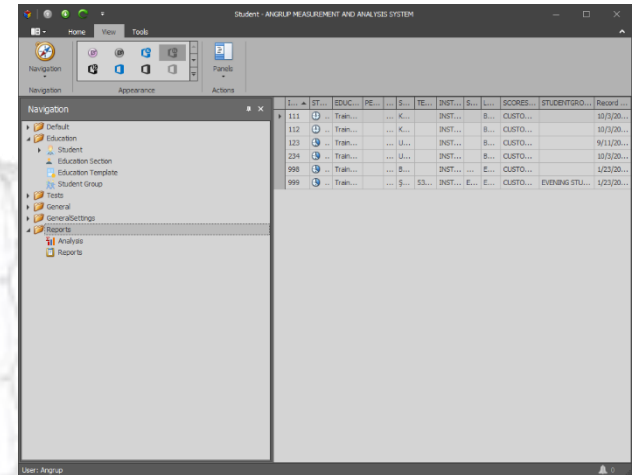 Student - ANGRUP MEASUREMENT AND ANALYSIS SYSTEM
Home View Tools
Navigation
Panels
Navigation Appearance Actions
Navigation
Default
Education
Student
Education Section
Education Template
Student Group
Tests
General
GeneralSettings
Reports
Analysis
Reports
I... ST... EDUC... PE... ... S... TE... INST... S... L... SCORES... STUDENTGRO... Record ...
111 ... Train... ... K... INST... B... CUSTO... 10/3/20...
112 ... Train... ... K... INST... B... CUSTO... 10/3/20...
123 ... Train... ... U... INST... B... CUSTO... 9/11/20...
234 ... Train... ... U... INST... B... CUSTO... 10/3/20...
998 ... Train... ... B... INST... ... E... CUSTO... 1/23/20...
999 ... Train... ... Ş... 53... INST... E... E... CUSTO... EVENING STU... 1/23/20...
User: Angrup
0